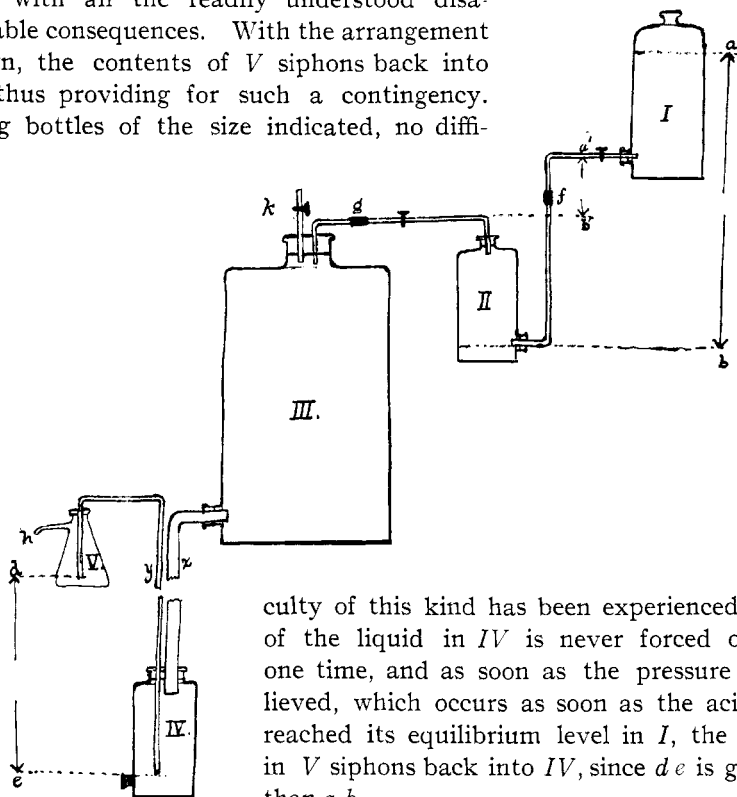 with all the readily understood disa-
able consequences. With the arrangement
n, the contents of V siphons back into
thus providing for such a contingency.
g bottles of the size indicated, no diffi-
a
I
a'
f
b'
k
g
II
b
III.
h
V.
y
x
d
IV.
e
culty of this kind has been experienced
of the liquid in IV is never forced o
one time, and as soon as the pressure
lieved, which occurs as soon as the aci
reached its equilibrium level in I, the
in V siphons back into IV, since d e is g